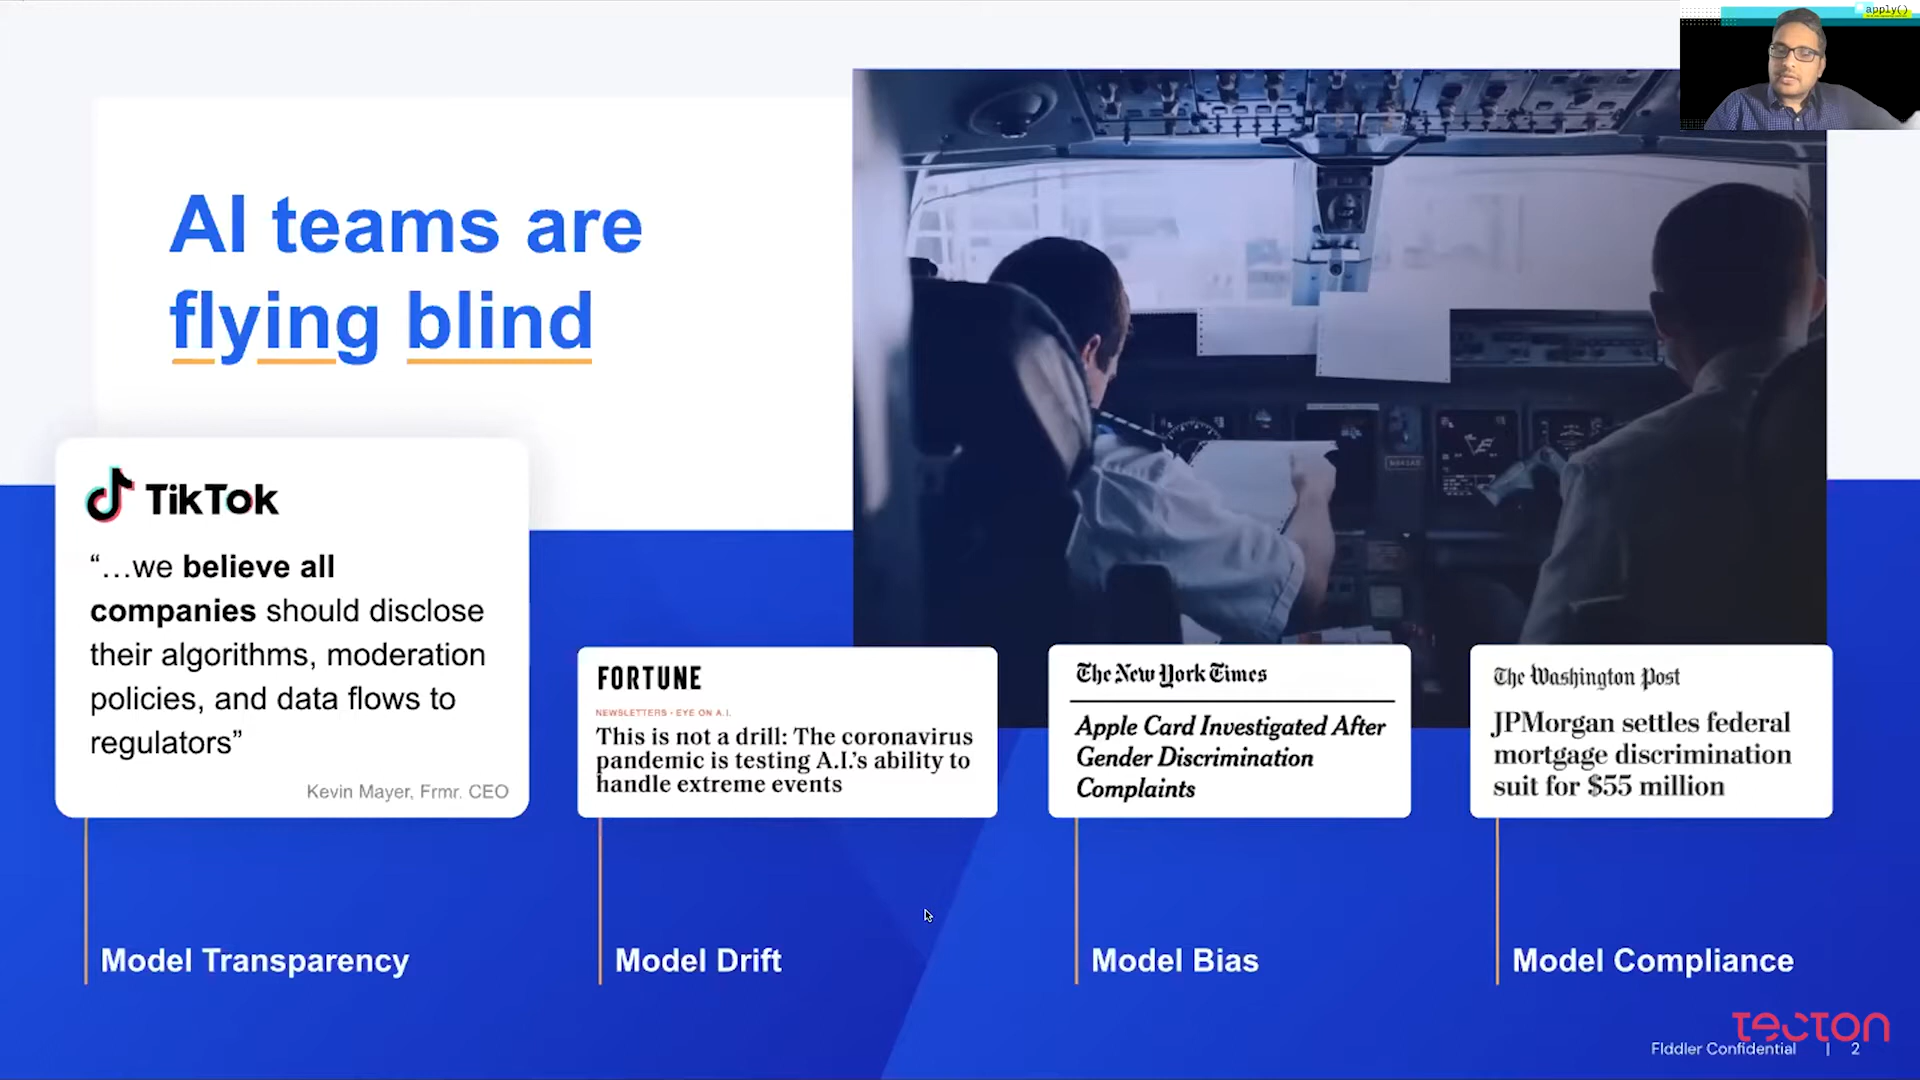 apply()
AI teams are
flying blind
TikTok
“...we believe all
companies should disclose
their algorithms, moderation
policies, and data flows to
regulators”
Kevin Mayer, Frmr. CEO
FORTUNE
NEWSLETTERS • EYE ON A.I.
This is not a drill: The coronavirus
pandemic is testing A.I.’s ability to
handle extreme events
The New York Times
Apple Card Investigated After
Gender Discrimination
Complaints
The Washington Post
JPMorgan settles federal
mortgage discrimination
suit for $55 million
Model Transparency
Model Drift
Model Bias
Model Compliance
tecton
FIddler Confidential | 2